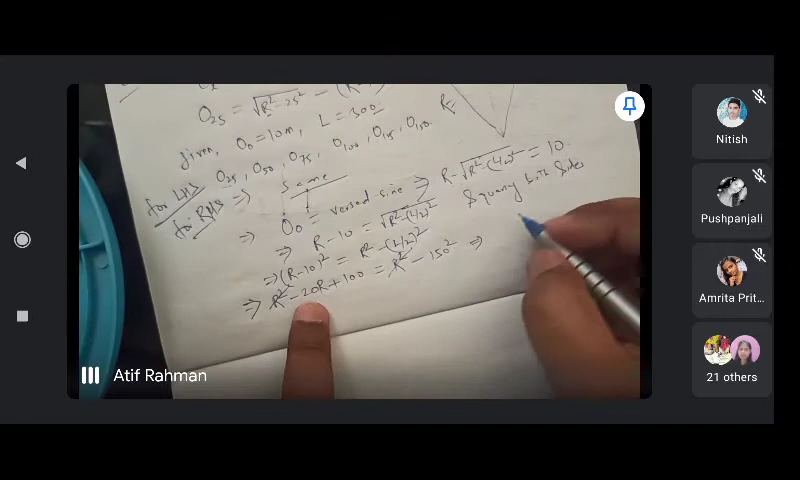 O₂₅ = √R²-25² - (R
given, O₀ = 10m, L = 300
O₂₅, O₅₀, O₇₅, O₁₀₀, O₁₂₅, O₁₅₀
for LHS
for RHS ⇒ Same
⇒ O₀ = versed-sine ⇒ R-√R²-(L/2)² = 10
⇒ R-10 = √R²-(L/2)² Squaring both sides
⇒ (R-10)² = R² - (L/2)²
⇒ R² - 20R + 100 = R² - 150² ⇒
Atif Rahman
Nitish
Pushpanjali
Amrita Prit...
21 others